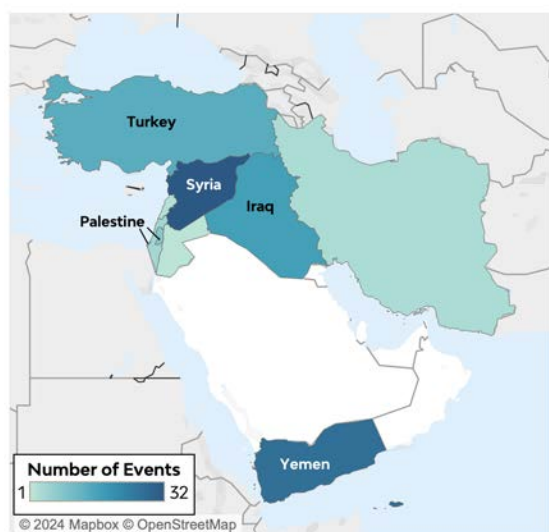 Turkey
Syria
Iraq
Palestine
Yemen
Number of Events
1 32
© 2024 Mapbox © OpenStreetMap